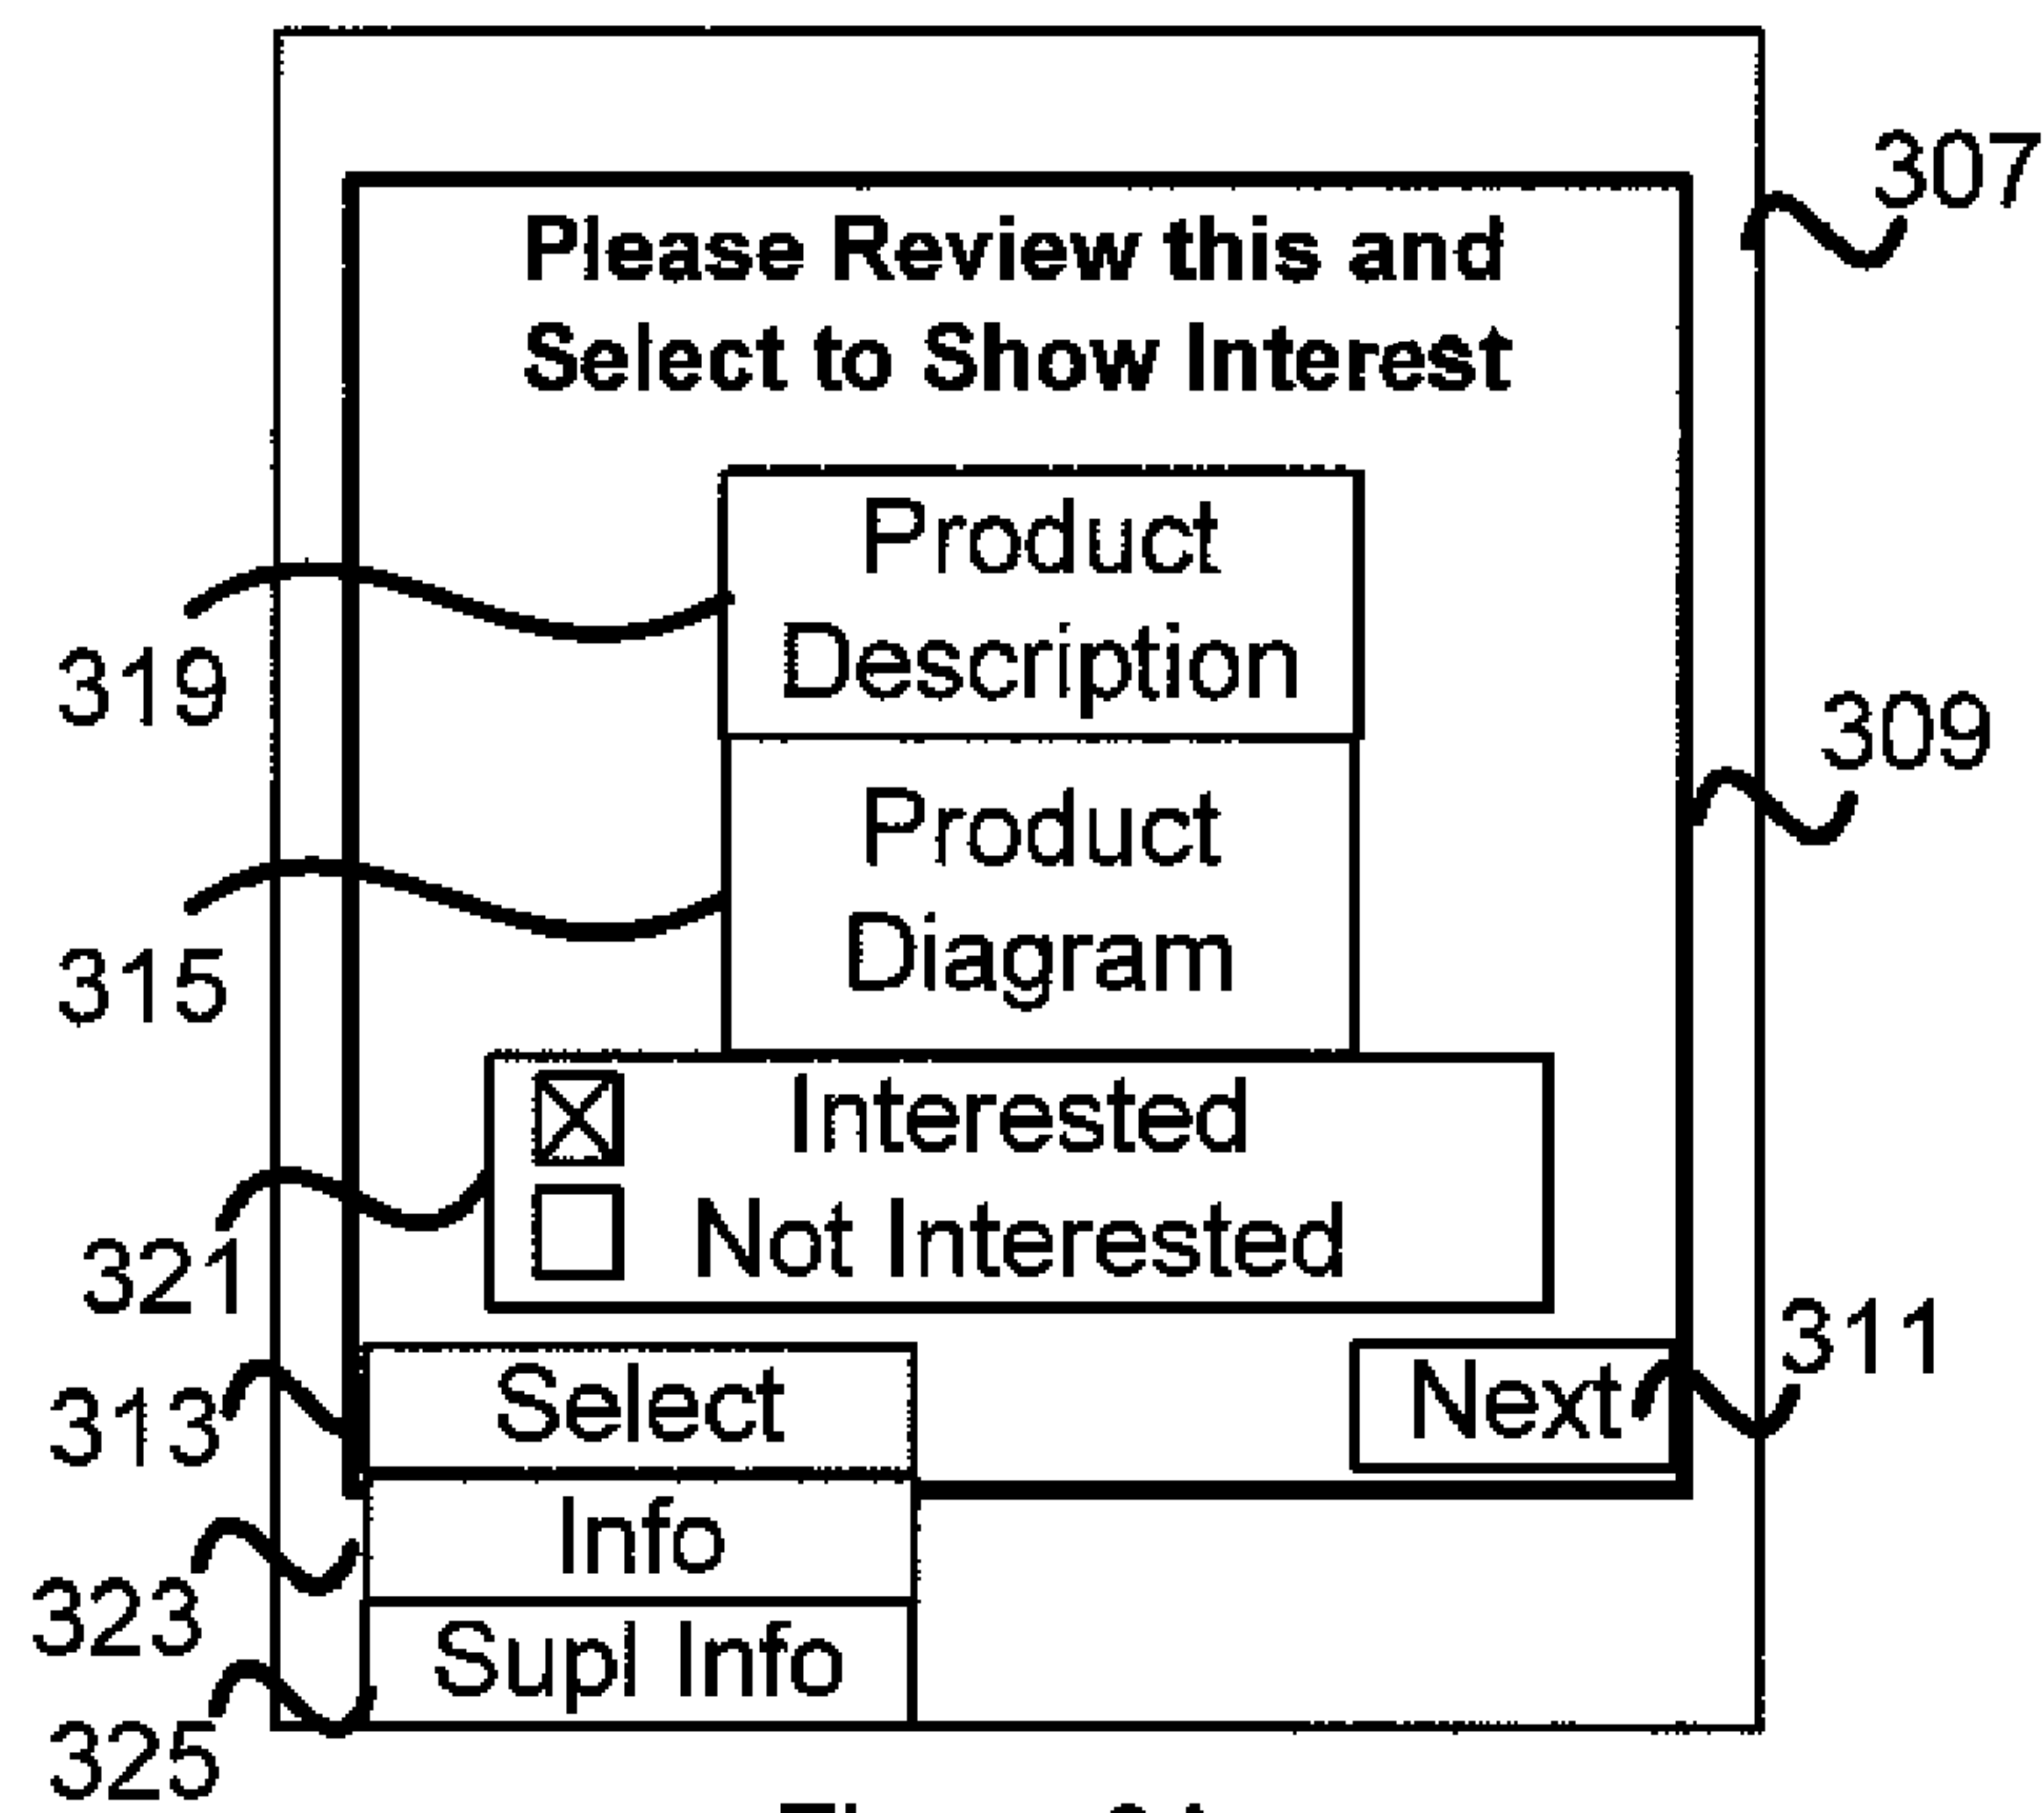 307
Please Review this and
Select to Show Interest
Product
Description
319
309
Product
Diagram
315
Interested
Not Interested
321
311
Select
Next
313
Info
323
Supl Info
325